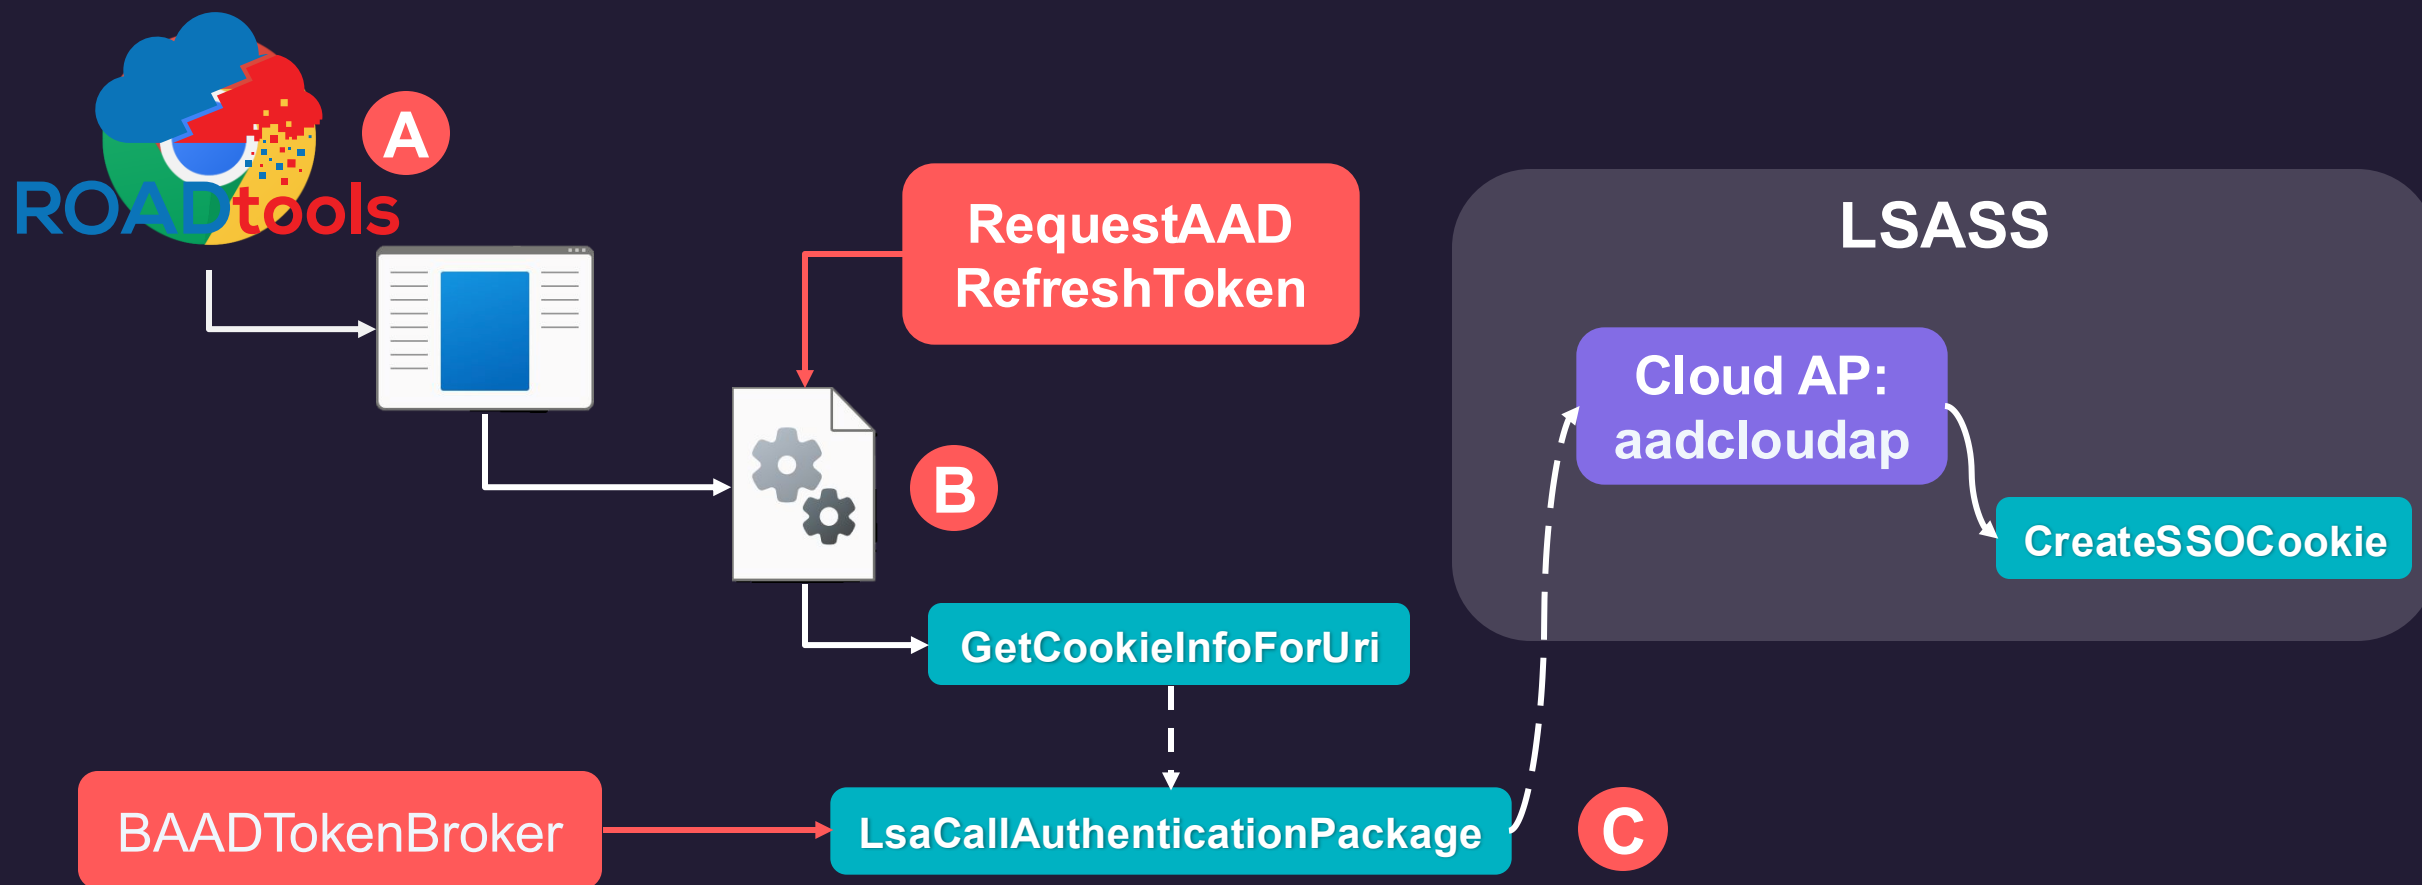 A
ROADtools
RequestAAD
RefreshToken
LSASS
Cloud AP:
aadcloudap
B
CreateSSOCookie
GetCookieInfoForUri
BAADTokenBroker
LsaCallAuthenticationPackage
C